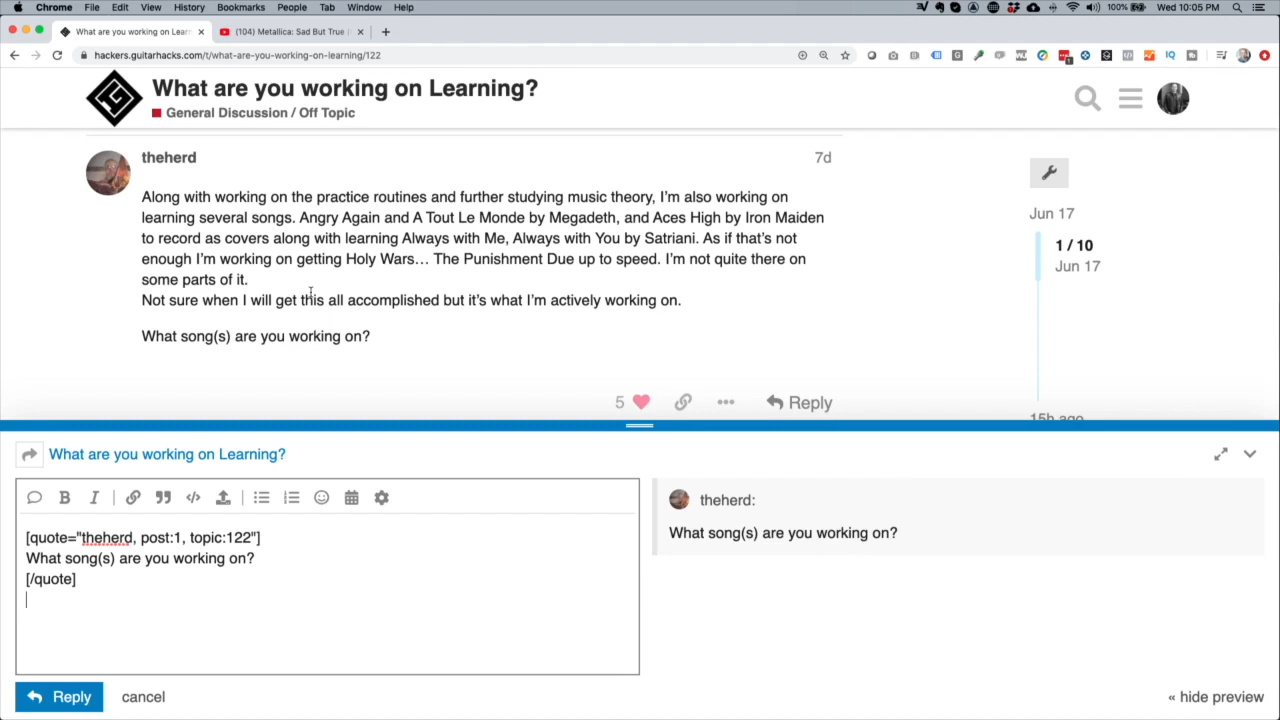 Chrome File Edit View History Bookmarks People Tab Window Help 100% Wed 10:05 PM
What are you working on Learn
(104) Metallica: Sad But True
hackers.guitarhacks.com/t/what-are-you-working-on-learning/122
What are you working on Learning?
General Discussion / Off Topic
theherd 7d
Along with working on the practice routines and further studying music theory, I'm also working on
learning several songs. Angry Again and A Tout Le Monde by Megadeth, and Aces High by Iron Maiden
to record as covers along with learning Always with Me, Always with You by Satriani. As if that's not
enough I'm working on getting Holy Wars… The Punishment Due up to speed. I'm not quite there on
some parts of it.
Not sure when I will get this all accomplished but it's what I'm actively working on.
What song(s) are you working on?
5 Reply
Jun 17
1 / 10
Jun 17
15h ago
What are you working on Learning?
[quote="theherd, post:1, topic:122"]
What song(s) are you working on?
[/quote]
theherd:
What song(s) are you working on?
Reply cancel
« hide preview